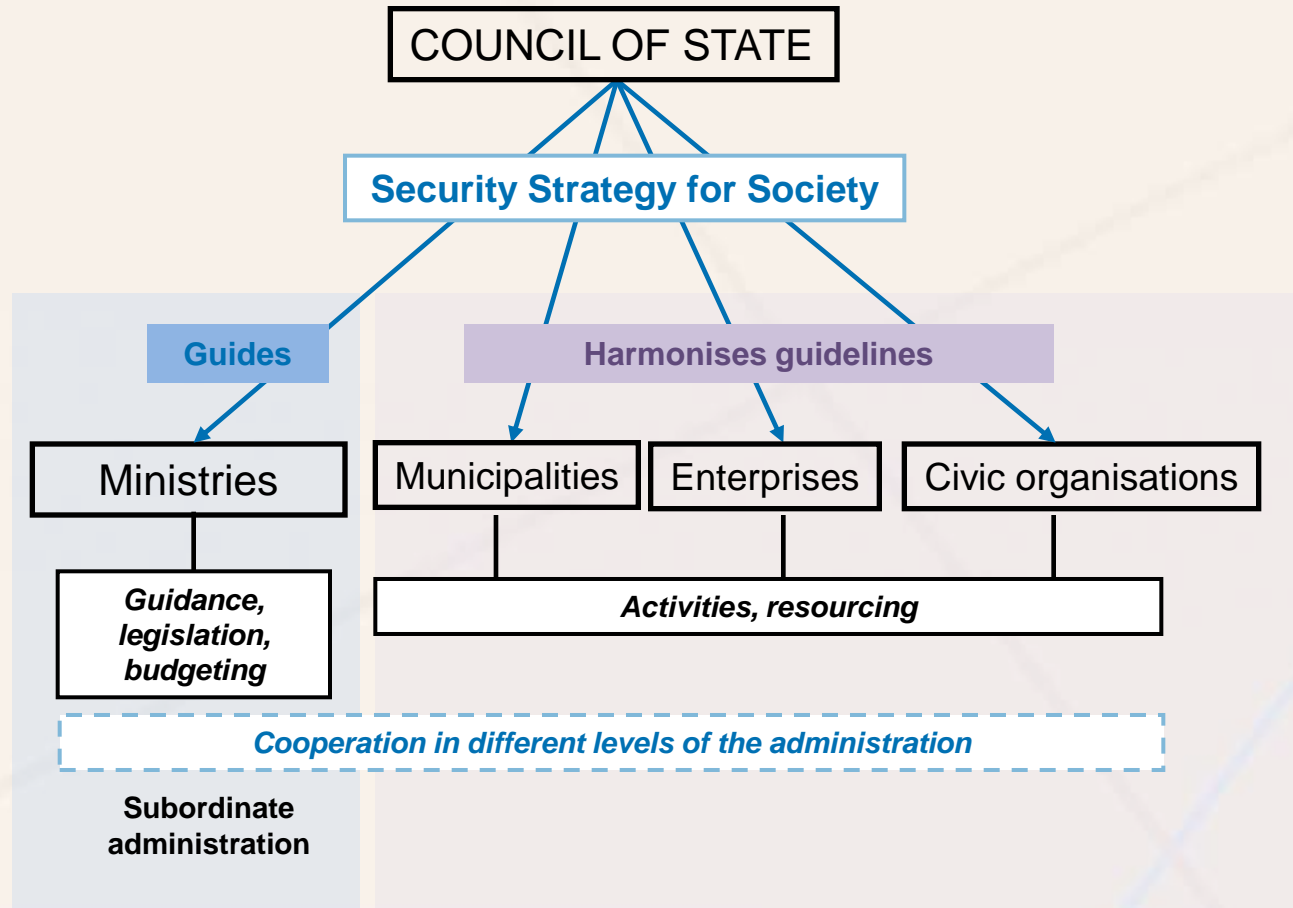 COUNCIL OF STATE
Security Strategy for Society
Guides
Harmonises guidelines
Ministries
Municipalities
Enterprises
Civic organisations
Guidance,
legislation,
budgeting
Activities, resourcing
Cooperation in different levels of the administration
Subordinate
administration